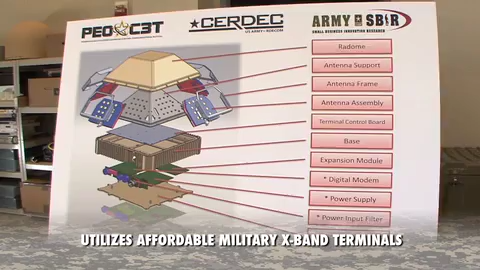 PEO C3T
CERDEC
US ARMY • RDECOM
ARMY SBIR
SMALL BUSINESS INNOVATION RESEARCH
Radome
Antenna Support
Antenna Frame
Antenna Assembly
Terminal Control Board
Base
Expansion Module
* Digital Modem
* Power Supply
* Power Input Filter
UTILIZES AFFORDABLE MILITARY X-BAND TERMINALS